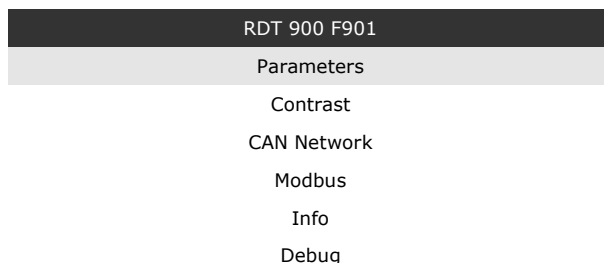 RDT 900 F901
Parameters
Contrast
CAN Network
Modbus
Info
Debug